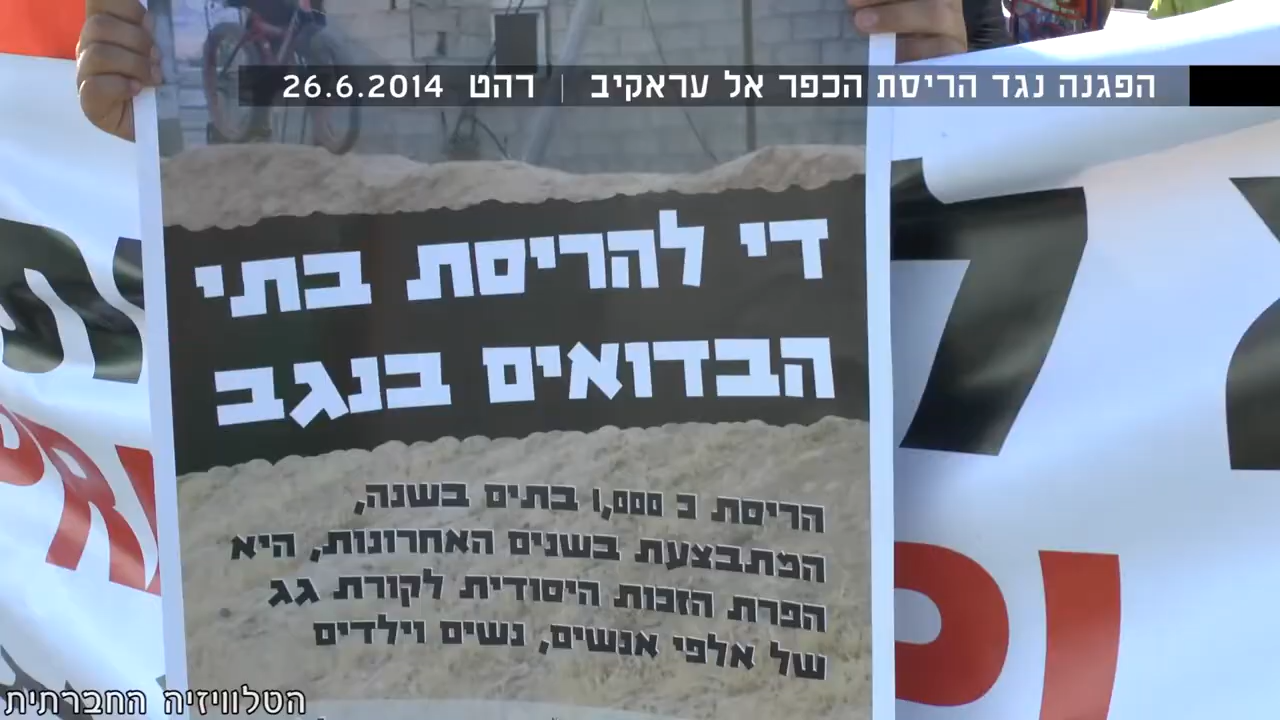 הפגנה נגד הריסת הכפר אל עראקיב | רהט 26.6.2014
די להריסת בתי
הבדואים בנגב
הריסת כ 1,000 בתים בשנה,
המתבצעת בשנים האחרונות, היא
הפרת הזכות היסודית לקורת גג
של אלפי אנשים, נשים וילדים
הטלוויזיה החברתית